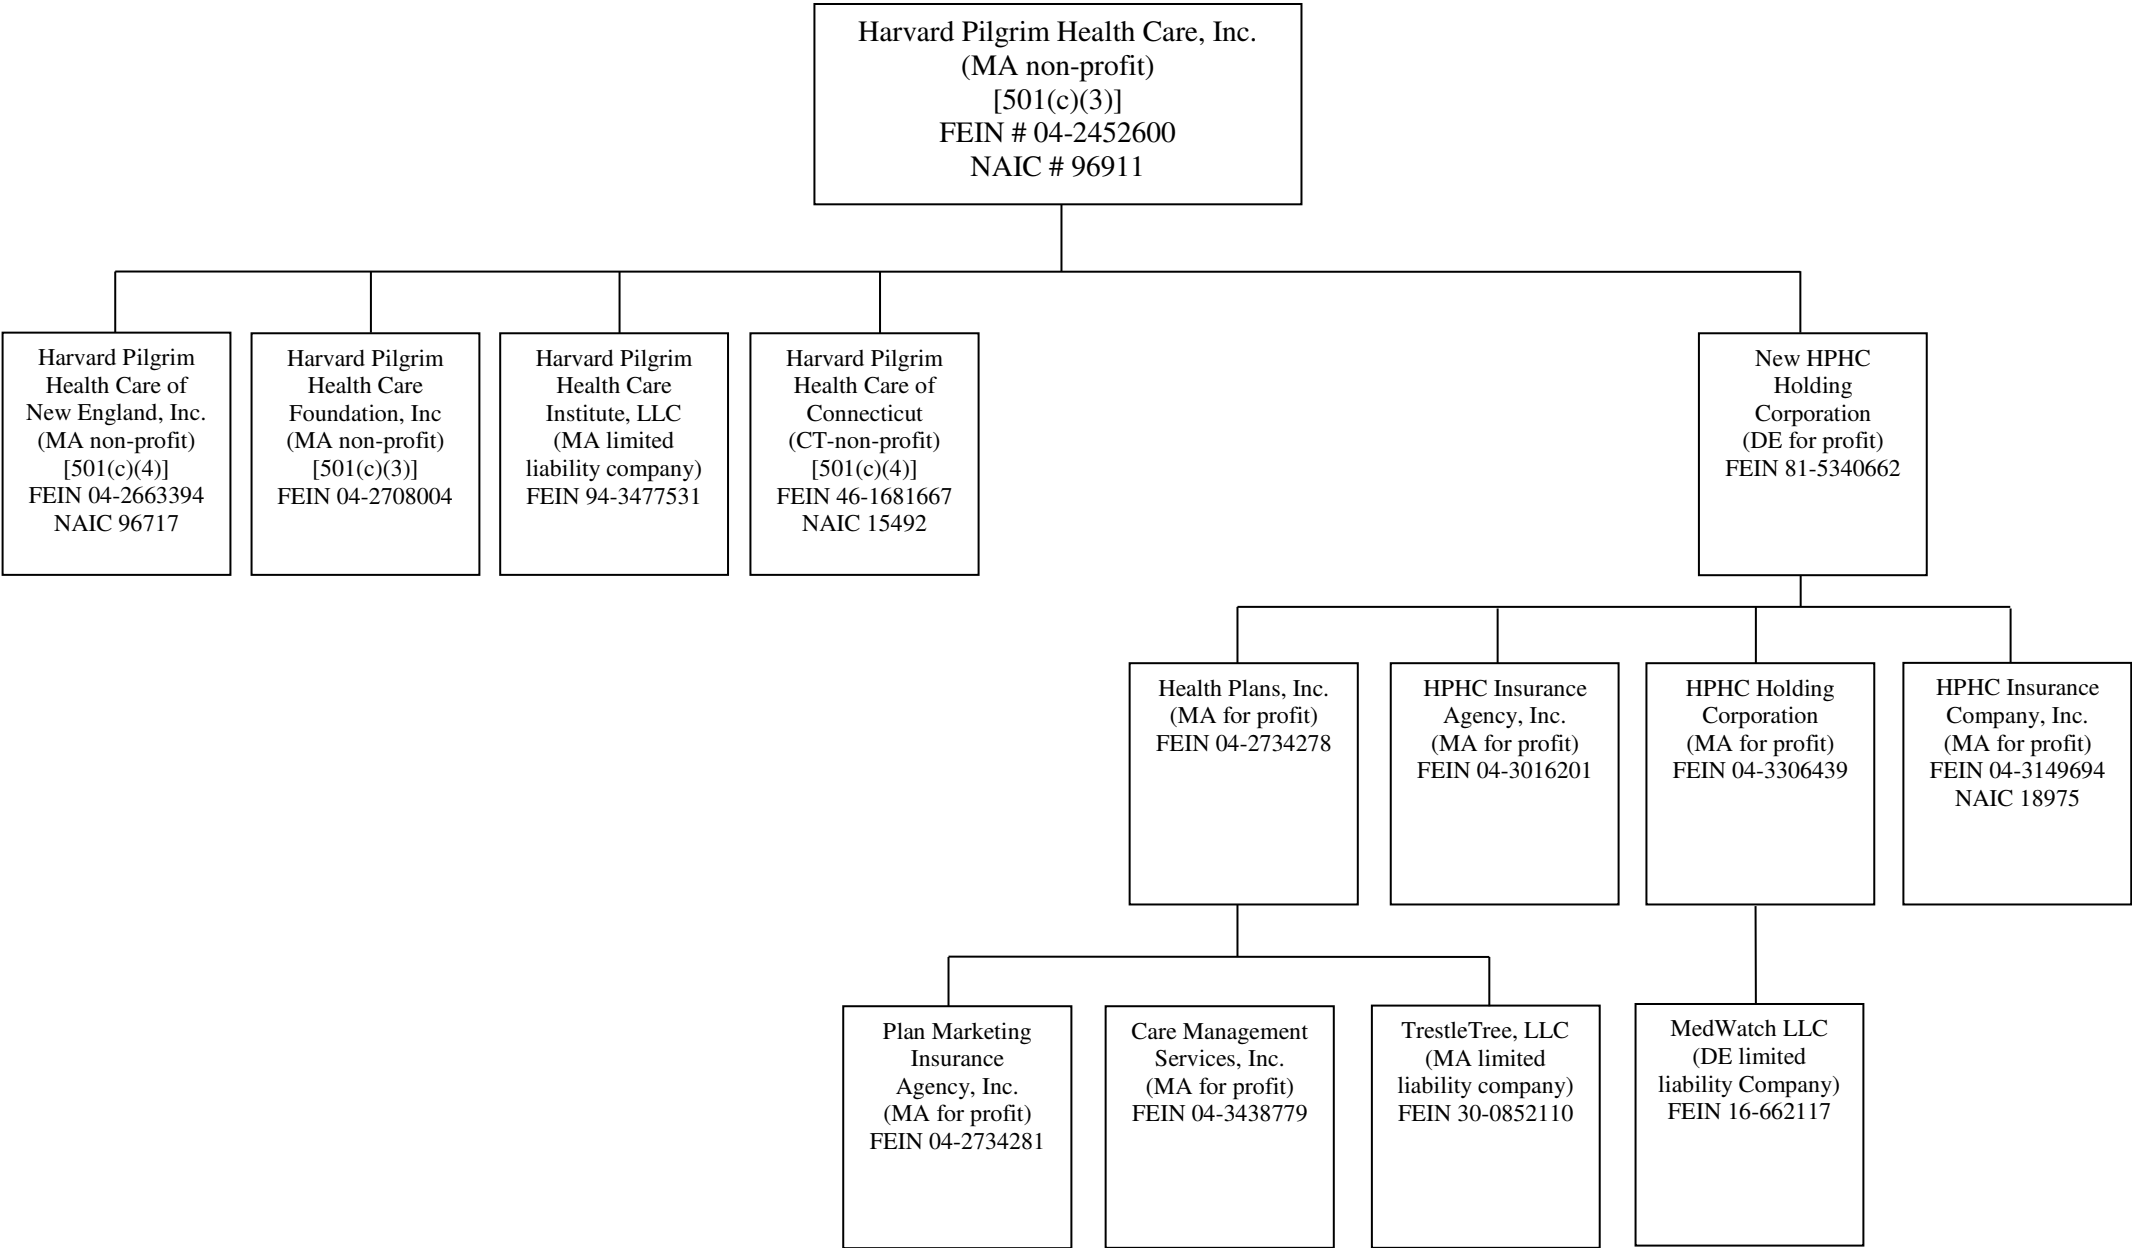 Harvard Pilgrim Health Care, Inc.
(MA non-profit)
[501(c)(3)]
FEIN # 04-2452600
NAIC # 96911
Harvard Pilgrim
Health Care of
New England, Inc.
(MA non-profit)
[501(c)(4)]
FEIN 04-2663394
NAIC 96717
Harvard Pilgrim
Health Care
Foundation, Inc
(MA non-profit)
[501(c)(3)]
FEIN 04-2708004
Harvard Pilgrim
Health Care
Institute, LLC
(MA limited
liability company)
FEIN 94-3477531
Harvard Pilgrim
Health Care of
Connecticut
(CT-non-profit)
[501(c)(4)]
FEIN 46-1681667
NAIC 15492
New HPHC
Holding
Corporation
(DE for profit)
FEIN 81-5340662
Health Plans, Inc.
(MA for profit)
FEIN 04-2734278
HPHC Insurance
Agency, Inc.
(MA for profit)
FEIN 04-3016201
HPHC Holding
Corporation
(MA for profit)
FEIN 04-3306439
HPHC Insurance
Company, Inc.
(MA for profit)
FEIN 04-3149694
NAIC 18975
Plan Marketing
Insurance
Agency, Inc.
(MA for profit)
FEIN 04-2734281
Care Management
Services, Inc.
(MA for profit)
FEIN 04-3438779
TrestleTree, LLC
(MA limited
liability company)
FEIN 30-0852110
MedWatch LLC
(DE limited
liability Company)
FEIN 16-662117